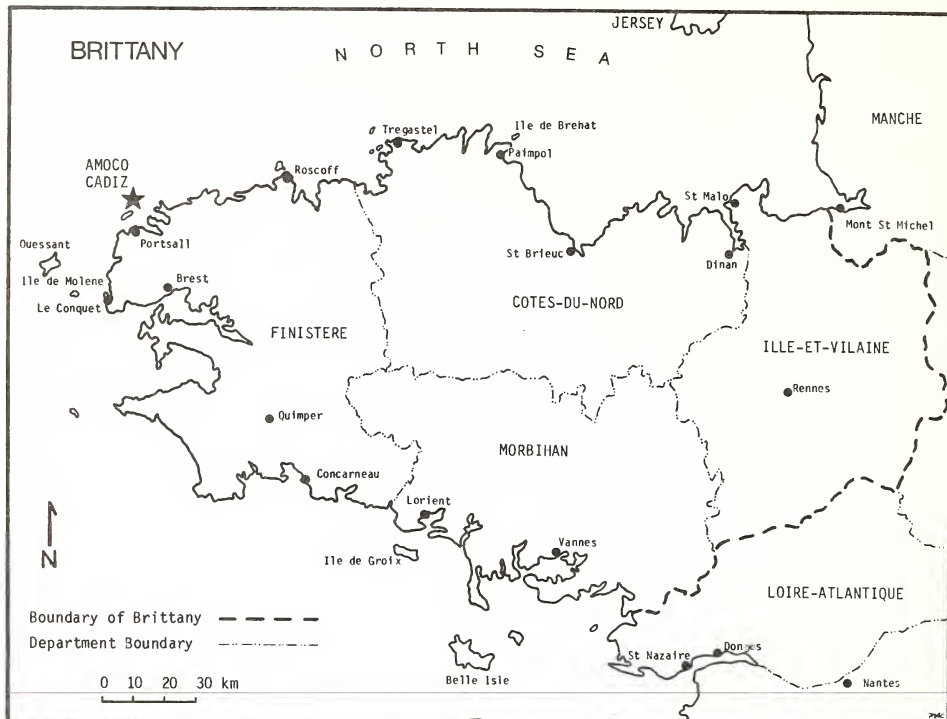 JERSEY
BRITTANY
NORTH SEA
MANCHE
Tregastel
Ile de Brehat
Paimpol
AMOCO
CADIZ
Roscoff
St Malo
Mont St Michel
Portsall
Ouessant
St Brieuc
Dinan
Ile de Molene
Brest
Le Conquet
COTES-DU-NORD
FINISTERE
ILLE-ET-VILAINE
Rennes
Quimper
MORBIHAN
Concarneau
Lorient
Vannes
N
Ile de Groix
LOIRE-ATLANTIQUE
Boundary of Brittany
Department Boundary
St Nazaire
Donges
Belle Isle
Nantes
0 10 20 30 km